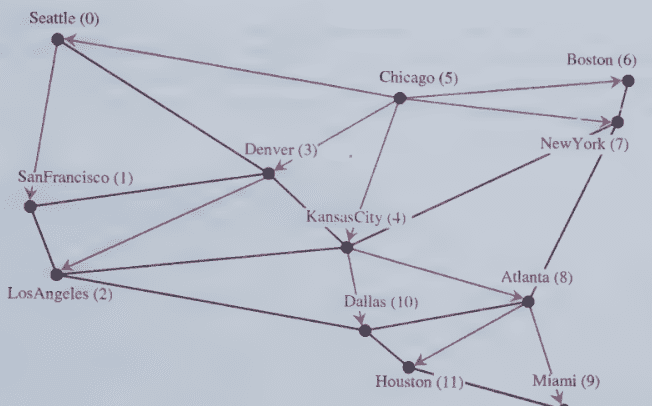 Seattle (0)
Boston (6)
Chicago (5)
NewYork (7)
Denver (3)
SanFrancisco (1)
KansasCity (4)
Atlanta (8)
LosAngeles (2)
Dallas (10)
Houston (11)
Miami (9)